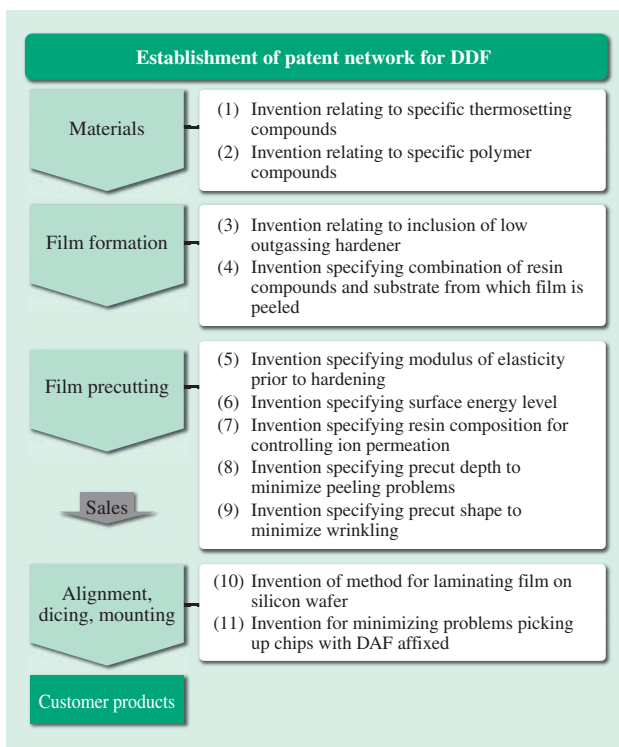 Establishment of patent network for DDF
Materials
(1) Invention relating to specific thermosetting
compounds
(2) Invention relating to specific polymer
compounds
Film formation
(3) Invention relating to inclusion of low
outgassing hardener
(4) Invention specifying combination of resin
compounds and substrate from which film is
peeled
Film precutting
(5) Invention specifying modulus of elasticity
prior to hardening
(6) Invention specifying surface energy level
(7) Invention specifying resin composition for
controlling ion permeation
(8) Invention specifying precut depth to
minimize peeling problems
(9) Invention specifying precut shape to
minimize wrinkling
Sales
Alignment,
dicing, mounting
(10) Invention of method for laminating film on
silicon wafer
(11) Invention for minimizing problems picking
up chips with DAF affixed
Customer products